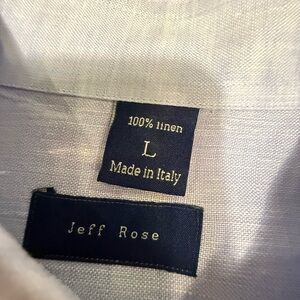 100% linen
L
Made in Italy
Jeff Rose